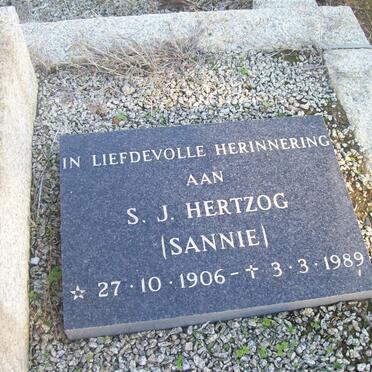 IN LIEFDEVOLLE HERINNERING
AAN
S. J. HERTZOG
(SANNIE)
☆ 27·10·1906 - ✝ 3·3·1989